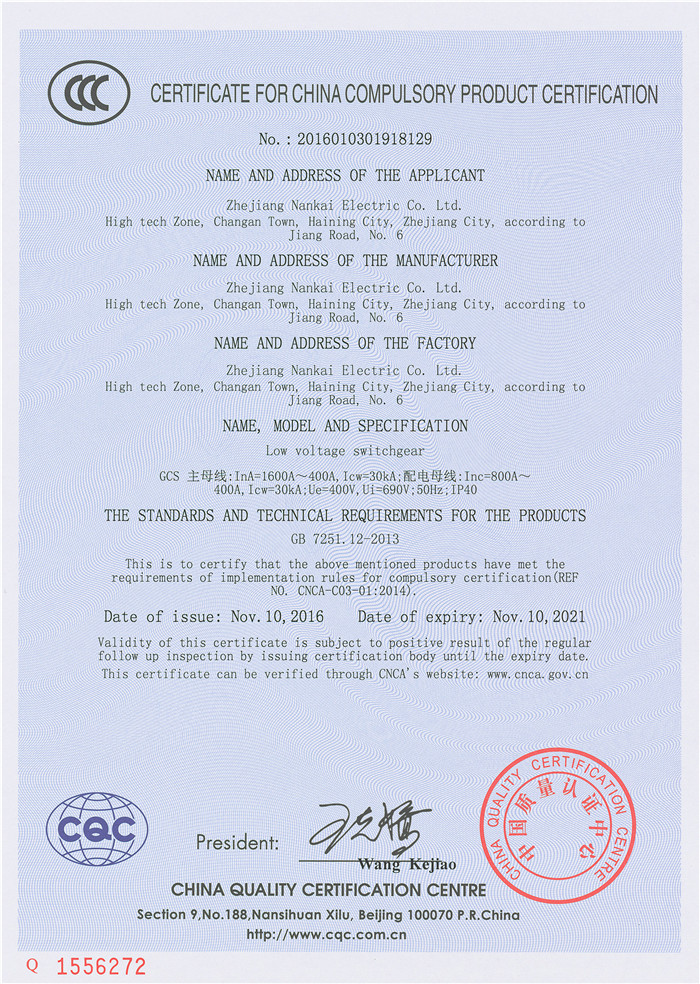 CCC
CERTIFICATE FOR CHINA COMPULSORY PRODUCT CERTIFICATION
No. : 2016010301918129
NAME AND ADDRESS OF THE APPLICANT
Zhejiang Nankai Electric Co. Ltd.
High tech Zone, Changan Town, Haining City, Zhejiang City, according to
Jiang Road, No. 6
NAME AND ADDRESS OF THE MANUFACTURER
Zhejiang Nankai Electric Co. Ltd.
High tech Zone, Changan Town, Haining City, Zhejiang City, according to
Jiang Road, No. 6
NAME AND ADDRESS OF THE FACTORY
Zhejiang Nankai Electric Co. Ltd.
High tech Zone, Changan Town, Haining City, Zhejiang City, according to
Jiang Road, No. 6
NAME, MODEL AND SPECIFICATION
Low voltage switchgear
GCS 主母线:InA=1600A～400A,Icw=30kA;配电母线:Inc=800A～
400A,Icw=30kA;Ue=400V,Ui=690V;50Hz;IP40
THE STANDARDS AND TECHNICAL REQUIREMENTS FOR THE PRODUCTS
GB 7251.12-2013
This is to certify that the above mentioned products have met the
requirements of implementation rules for compulsory certification(REF
NO. CNCA-C03-01:2014).
Date of issue: Nov.10,2016 Date of expiry: Nov.10,2021
Validity of this certificate is subject to positive result of the regular
follow up inspection by issuing certification body until the expiry date.
This certificate can be verified through CNCA's website: www.cnca.gov.cn
CHINA QUALITY CERTIFICATION CENTRE
中国质量认证中心
CQC
President:
王克娇
Wang Kejiao
CHINA QUALITY CERTIFICATION CENTRE
Section 9,No.188,Nansihuan Xilu, Beijing 100070 P.R.China
http://www.cqc.com.cn
Q 1556272